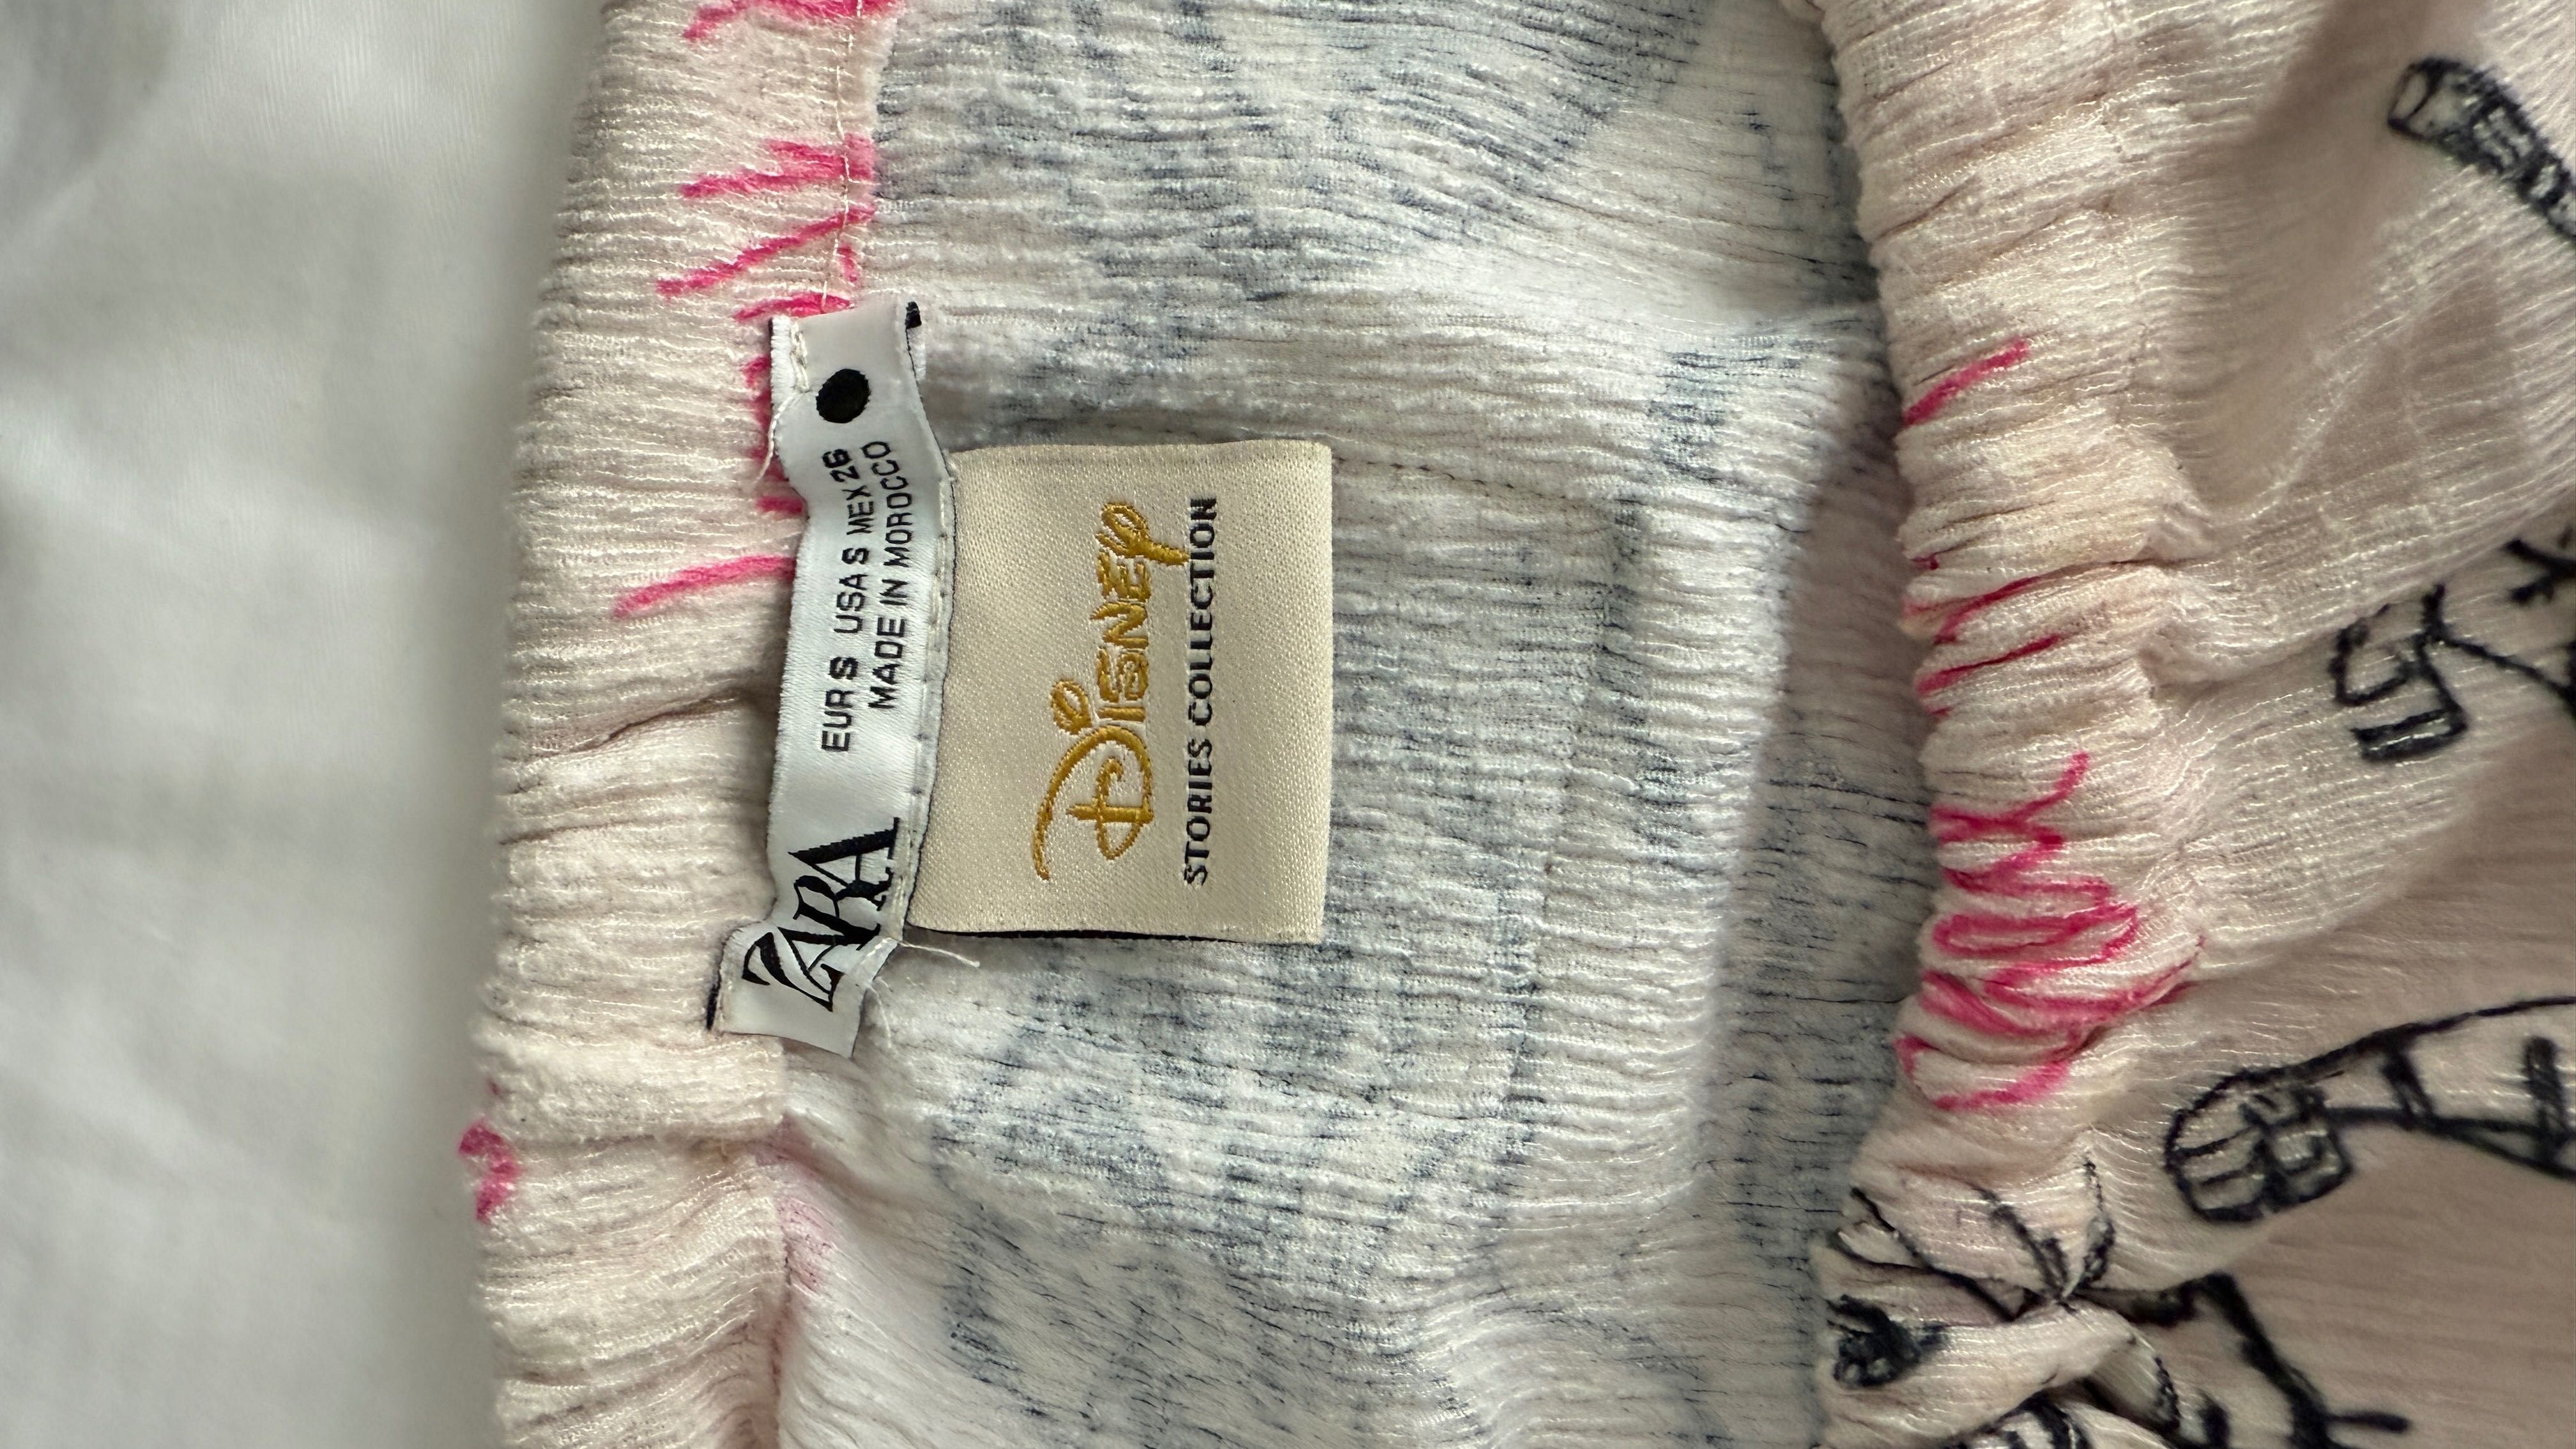 ZARA
EUR S USA S MEX 26
MADE IN MOROCCO
Disney
STORIES COLLECTION